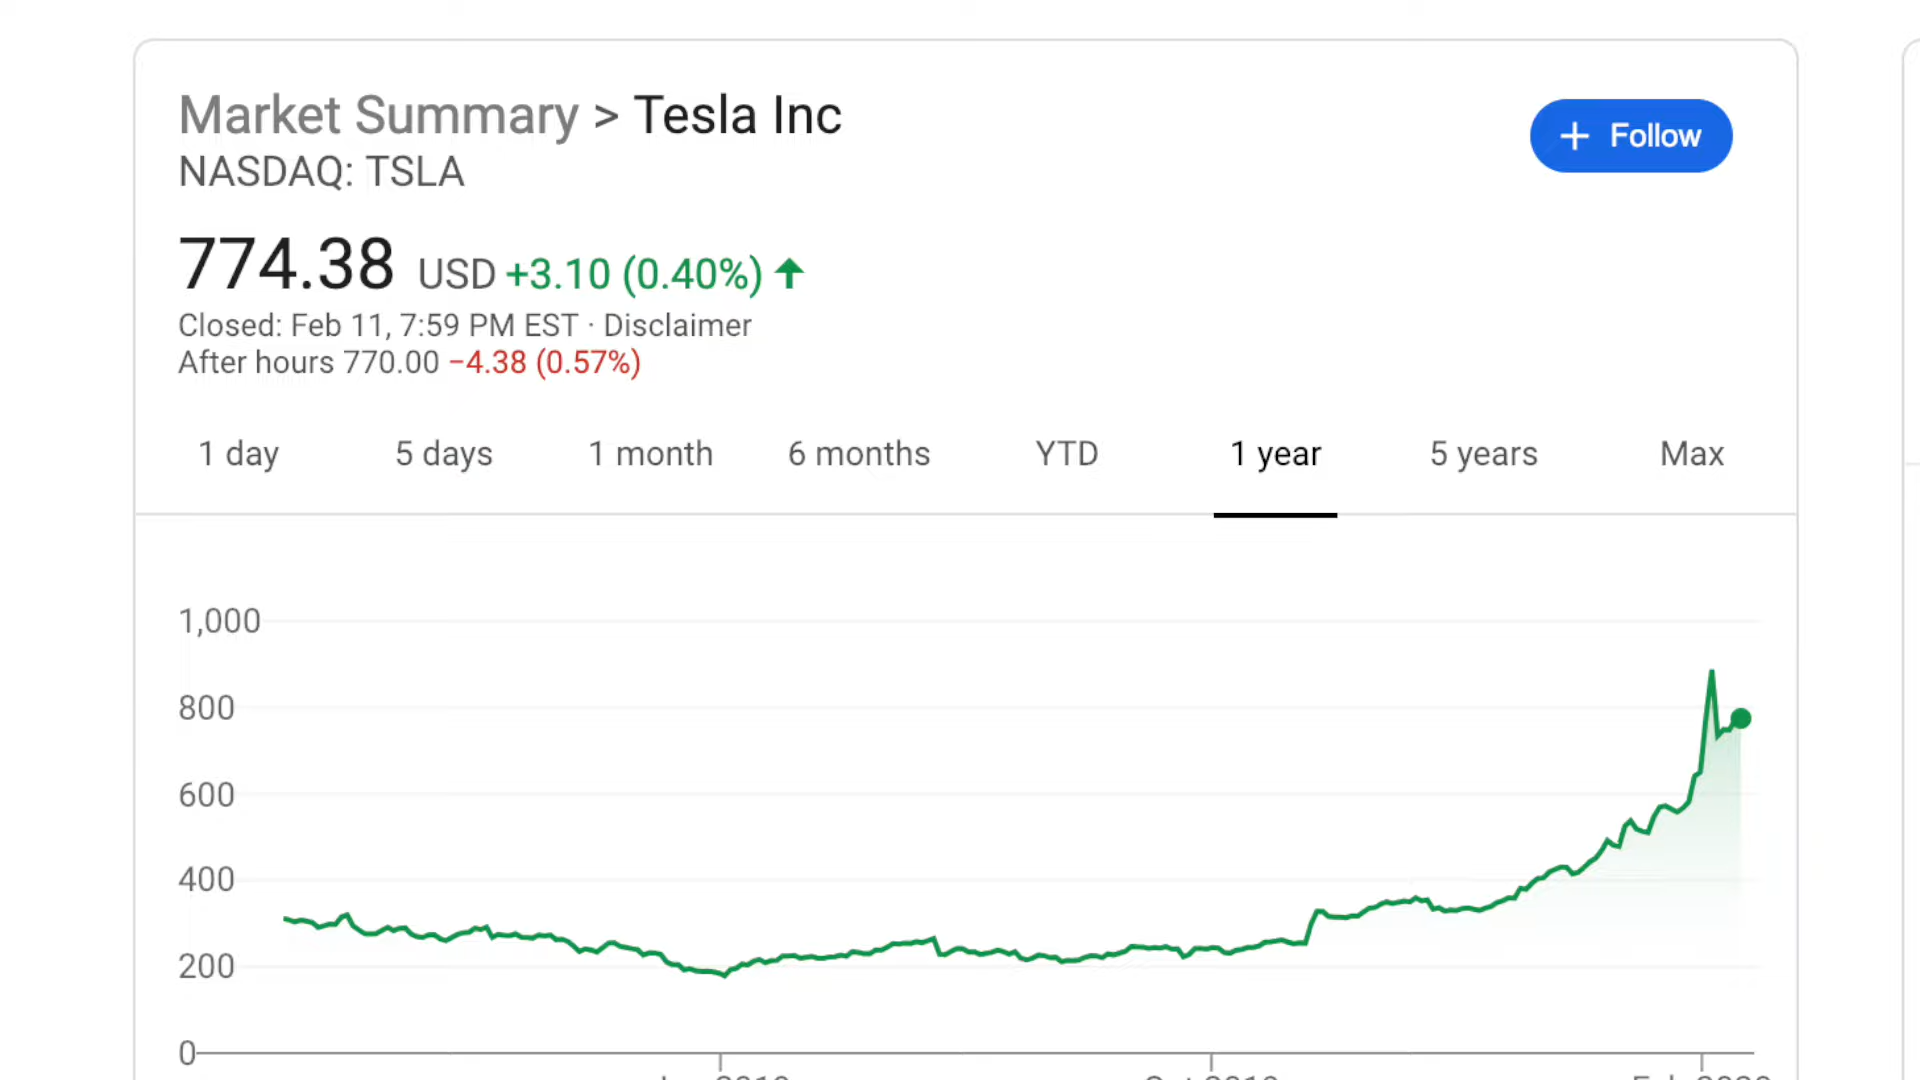 Market Summary > Tesla Inc
NASDAQ: TSLA
+ Follow
774.38 USD +3.10 (0.40%) ↑
Closed: Feb 11, 7:59 PM EST · Disclaimer
After hours 770.00 −4.38 (0.57%)
1 day 5 days 1 month 6 months YTD 1 year 5 years Max
1,000
800
600
400
200
0